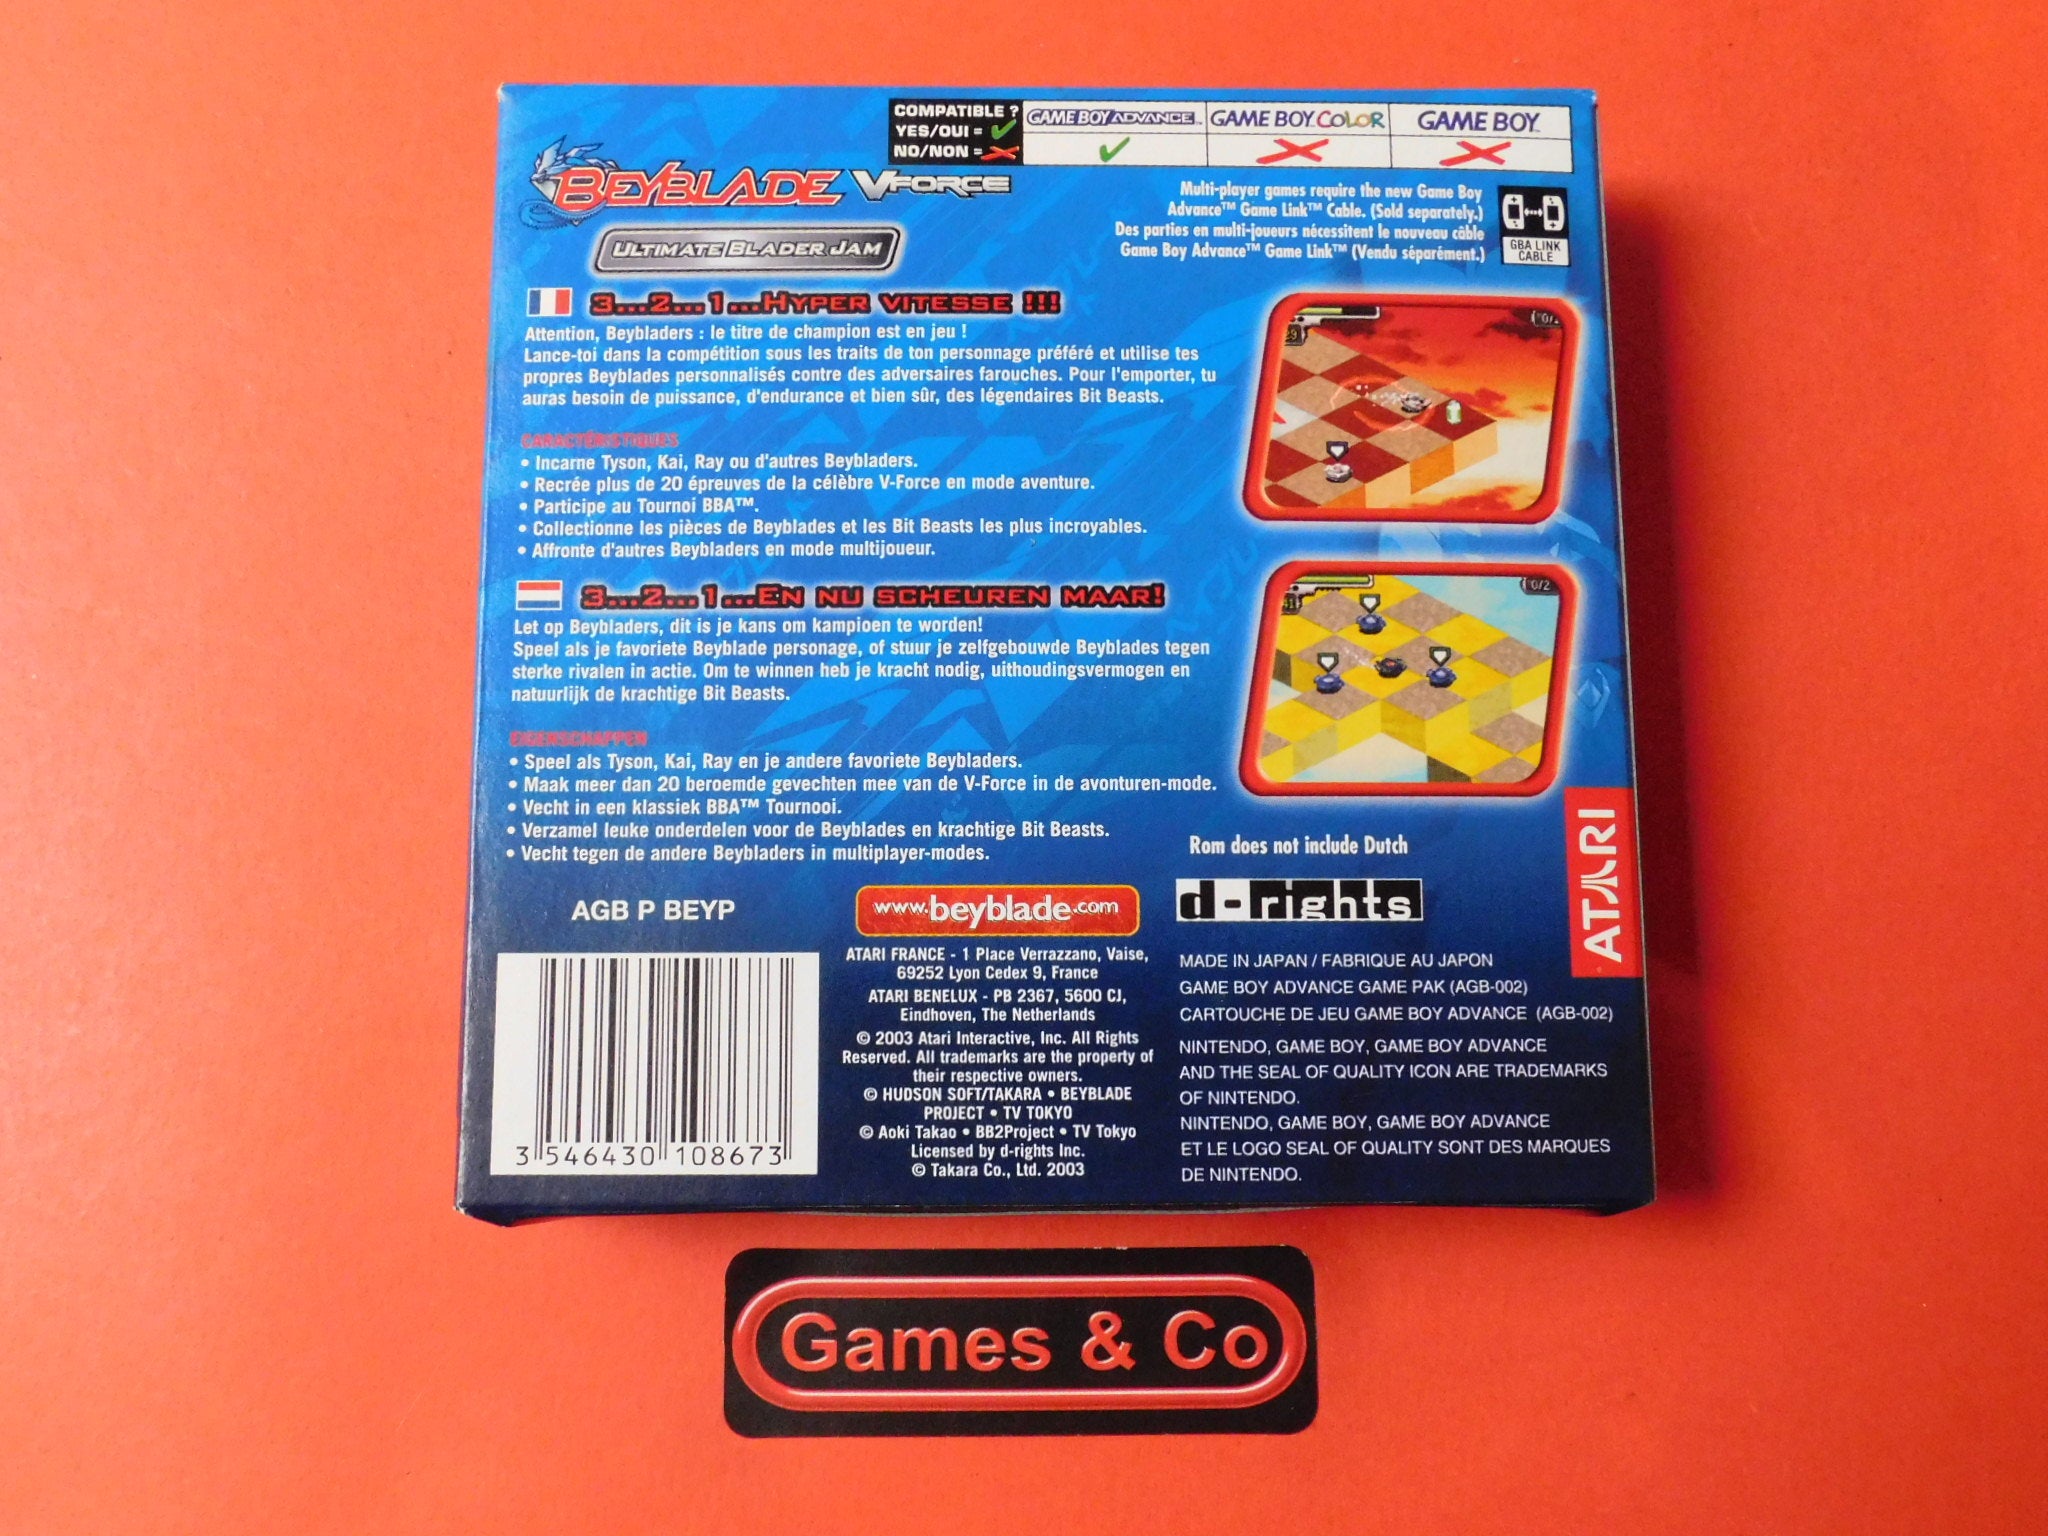 COMPATIBLE ?
YES/OUI =
NO/NON =
GAME BOY ADVANCE™
GAME BOY COLOR
GAME BOY™
BEYBLADE VFORCE
ULTIMATE BLADER JAM
Multi-player games require the new Game Boy
Advance™ Game Link™ Cable. (Sold separately.)
Des parties en multi-joueurs nécessitent le nouveau câble
Game Boy Advance™ Game Link™ (Vendu séparément.)
GBA LINK
CABLE
3...2...1...HYPER VITESSE !!!
Attention, Beybladers : le titre de champion est en jeu !
Lance-toi dans la compétition sous les traits de ton personnage préféré et utilise tes
propres Beyblades personnalisés contre des adversaires farouches. Pour l'emporter, tu
auras besoin de puissance, d'endurance et bien sûr, des légendaires Bit Beasts.
CARACTÉRISTIQUES
• Incarne Tyson, Kai, Ray ou d'autres Beybladers.
• Recrée plus de 20 épreuves de la célèbre V-Force en mode aventure.
• Participe au Tournoi BBA™.
• Collectionne les pièces de Beyblades et les Bit Beasts les plus incroyables.
• Affronte d'autres Beybladers en mode multijoueur.
3...2...1...EN NU SCHEUREN MAAR!
Let op Beybladers, dit is je kans om kampioen te worden!
Speel als je favoriete Beyblade personage, of stuur je zelfgebouwde Beyblades tegen
sterke rivalen in actie. Om te winnen heb je kracht nodig, uithoudingsvermogen en
natuurlijk de krachtige Bit Beasts.
EIGENSCHAPPEN
• Speel als Tyson, Kai, Ray en je andere favoriete Beybladers.
• Maak meer dan 20 beroemde gevechten mee van de V-Force in de avonturen-mode.
• Vecht in een klassiek BBA™ Tournooi.
• Verzamel leuke onderdelen voor de Beyblades en krachtige Bit Beasts.
• Vecht tegen de andere Beybladers in multiplayer-modes.
0/2
Rom does not include Dutch
ATARI
AGB P BEYP
www.beyblade.com
d-rights
3 546430 108673
ATARI FRANCE - 1 Place Verrazzano, Vaise,
69252 Lyon Cedex 9, France
ATARI BENELUX - PB 2367, 5600 CJ,
Eindhoven, The Netherlands
© 2003 Atari Interactive, Inc. All Rights
Reserved. All trademarks are the property of
their respective owners.
© HUDSON SOFT/TAKARA • BEYBLADE
PROJECT • TV TOKYO
© Aoki Takao • BB2Project • TV Tokyo
Licensed by d-rights Inc.
© Takara Co., Ltd. 2003
MADE IN JAPAN / FABRIQUE AU JAPON
GAME BOY ADVANCE GAME PAK (AGB-002)
CARTOUCHE DE JEU GAME BOY ADVANCE (AGB-002)
NINTENDO, GAME BOY, GAME BOY ADVANCE
AND THE SEAL OF QUALITY ICON ARE TRADEMARKS
OF NINTENDO.
NINTENDO, GAME BOY, GAME BOY ADVANCE
ET LE LOGO SEAL OF QUALITY SONT DES MARQUES
DE NINTENDO.
Games & Co